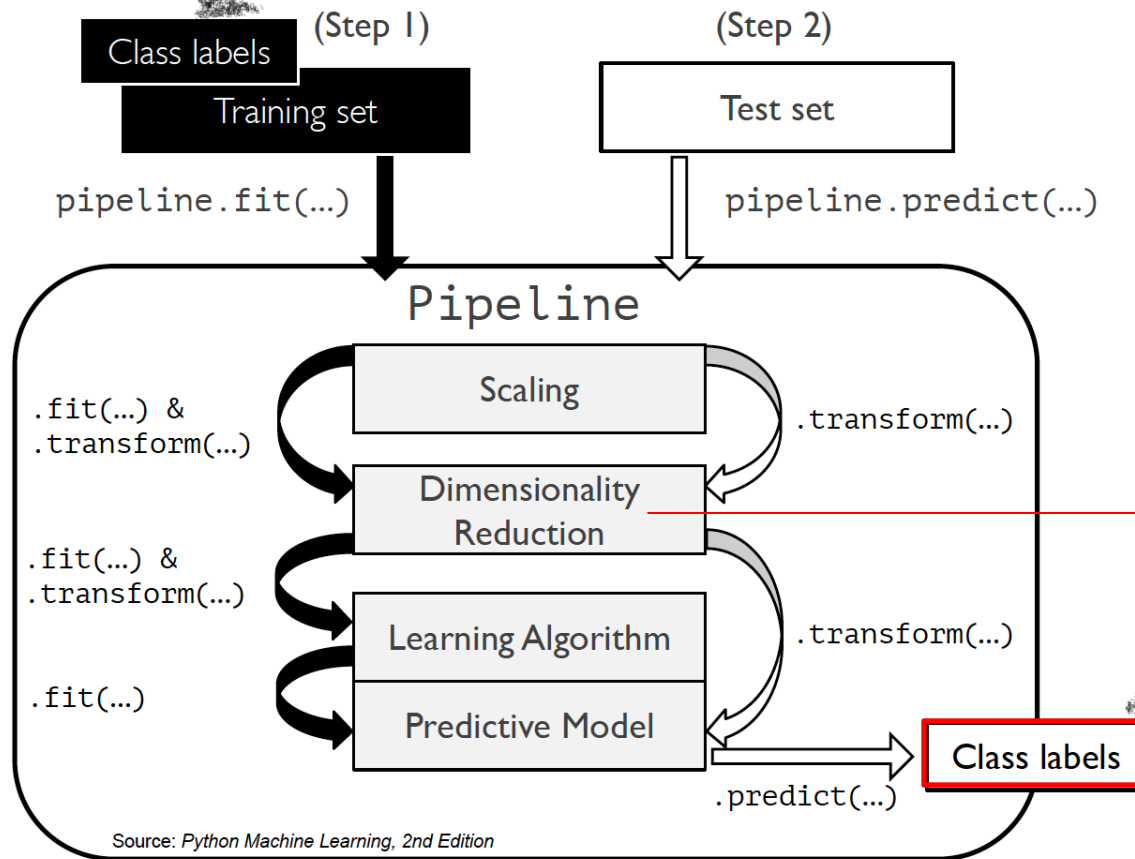 (Step 1)
(Step 2)
Class labels
Training set
Test set
pipeline.fit(…)
pipeline.predict(…)
Pipeline
Scaling
.fit(…) &
.transform(…)
.transform(…)
Dimensionality
Reduction
.fit(…) &
.transform(…)
.transform(…)
Learning Algorithm
.fit(…)
Predictive Model
Class labels
.predict(…)
Source: Python Machine Learning, 2nd Edition